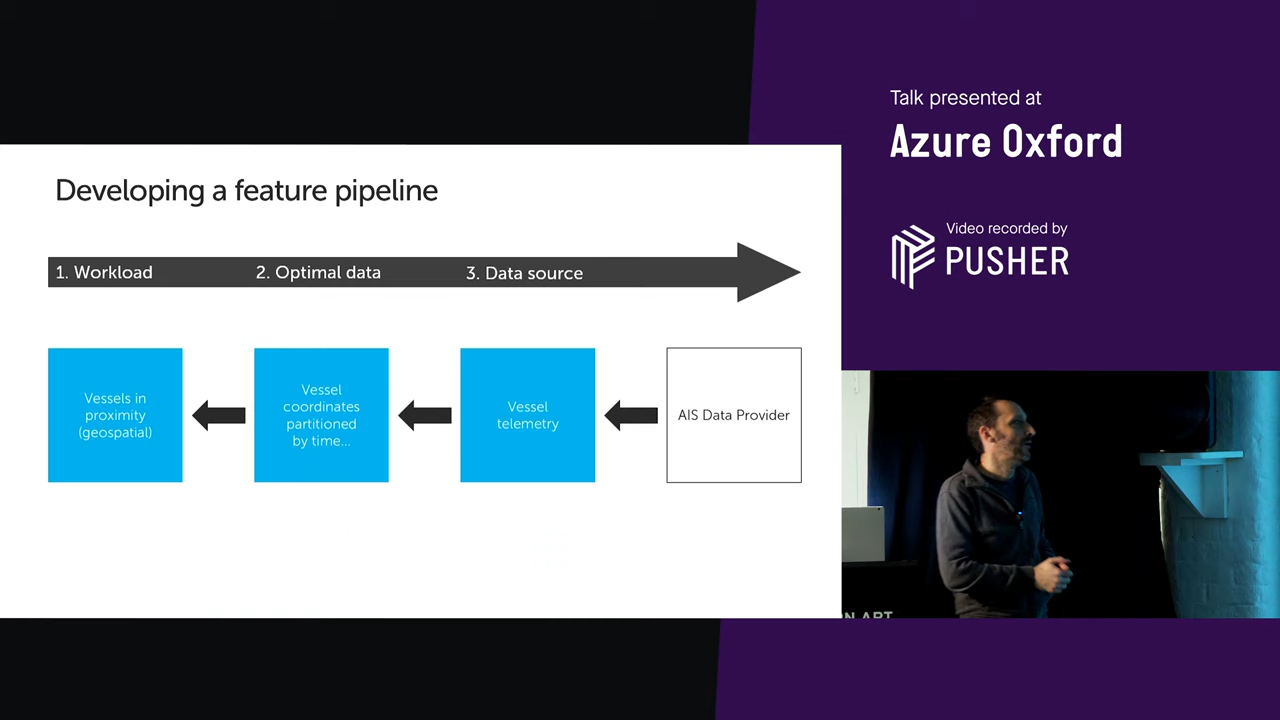 Talk presented at
Azure Oxford
Video recorded by
PUSHER
Developing a feature pipeline
1. Workload
2. Optimal data
3. Data source
Vessels in
proximity
(geospatial)
Vessel
coordinates
partitioned
by time...
Vessel
telemetry
AIS Data Provider
ART